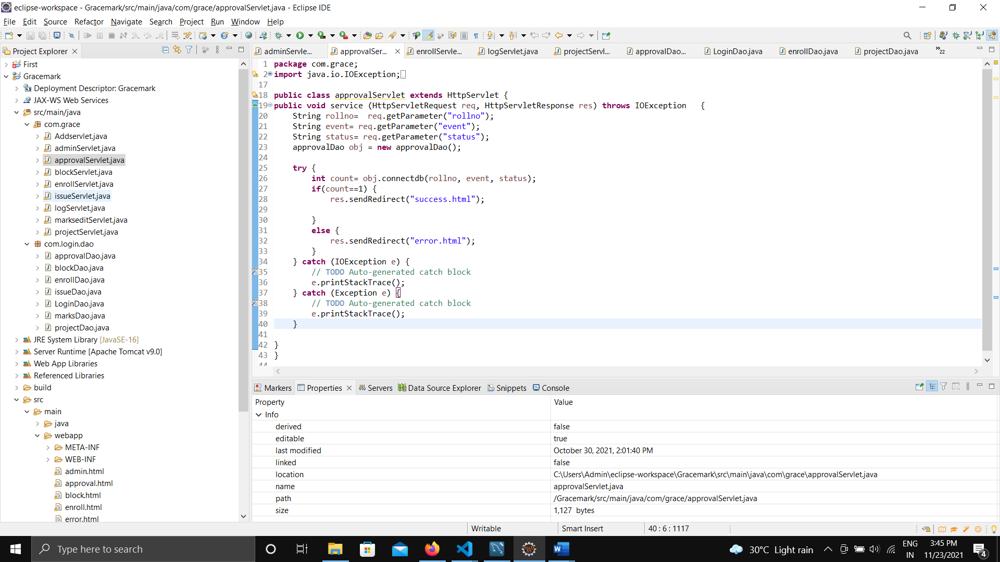 eclipse-workspace - Gracemark/src/main/java/com/grace/approvalServlet.java - Eclipse IDE
File Edit Source Refactor Navigate Search Project Run Window Help
Project Explorer
First
Gracemark
Deployment Descriptor: Gracemark
JAX-WS Web Services
src/main/java
com.grace
Addservlet.java
adminServlet.java
approvalServlet.java
blockServlet.java
enrollServlet.java
issueServlet.java
logServlet.java
markseditServlet.java
projectServlet.java
com.login.dao
approvalDao.java
blockDao.java
enrollDao.java
issueDao.java
LoginDao.java
marksDao.java
projectDao.java
JRE System Library [JavaSE-16]
Server Runtime [Apache Tomcat v9.0]
Web App Libraries
Referenced Libraries
build
src
main
java
webapp
META-INF
WEB-INF
admin.html
approval.html
block.html
enroll.html
error.html
adminServle... approvalSer... enrollServle... logServlet.java projectServl... approvalDao... LoginDao.java enrollDao.java projectDao.java »22
1 package com.grace;
2 import java.io.IOException;
17
18 public class approvalServlet extends HttpServlet {
19 public void service (HttpServletRequest req, HttpServletResponse res) throws IOException   {
20     String rollno=  req.getParameter("rollno");
21     String event= req.getParameter("event");
22     String status= req.getParameter("status");
23     approvalDao obj = new approvalDao();
24
25     try {
26         int count= obj.connectdb(rollno, event, status);
27         if(count==1) {
28             res.sendRedirect("success.html");
29
30         }
31         else {
32             res.sendRedirect("error.html");
33         }
34     } catch (IOException e) {
35         // TODO Auto-generated catch block
36         e.printStackTrace();
37     } catch (Exception e) {
38         // TODO Auto-generated catch block
39         e.printStackTrace();
40     }
41
42 }
43 }
44
Markers Properties Servers Data Source Explorer Snippets Console
Property Value
Info
derived false
editable true
last modified October 30, 2021, 2:01:40 PM
linked false
location C:\Users\Admin\eclipse-workspace\Gracemark\src\main\java\com\grace\approvalServlet.java
name approvalServlet.java
path /Gracemark/src/main/java/com/grace/approvalServlet.java
size 1,127 bytes
Writable Smart Insert 40 : 6 : 1117
Type here to search
30°C Light rain
ENG
IN
3:45 PM
11/23/2021
4